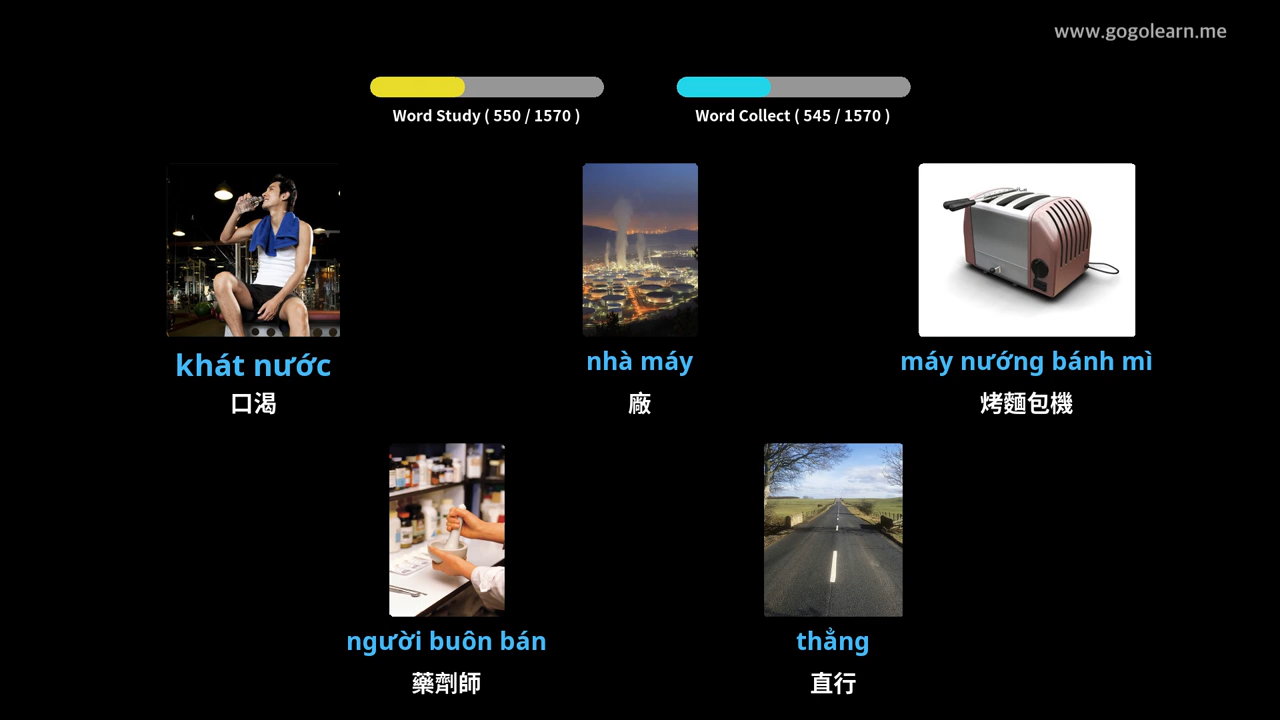 www.gogolearn.me
Word Study ( 550 / 1570 )
Word Collect ( 545 / 1570 )
khát nước
口渴
nhà máy
廠
máy nướng bánh mì
烤麵包機
người buôn bán
藥劑師
thẳng
直行